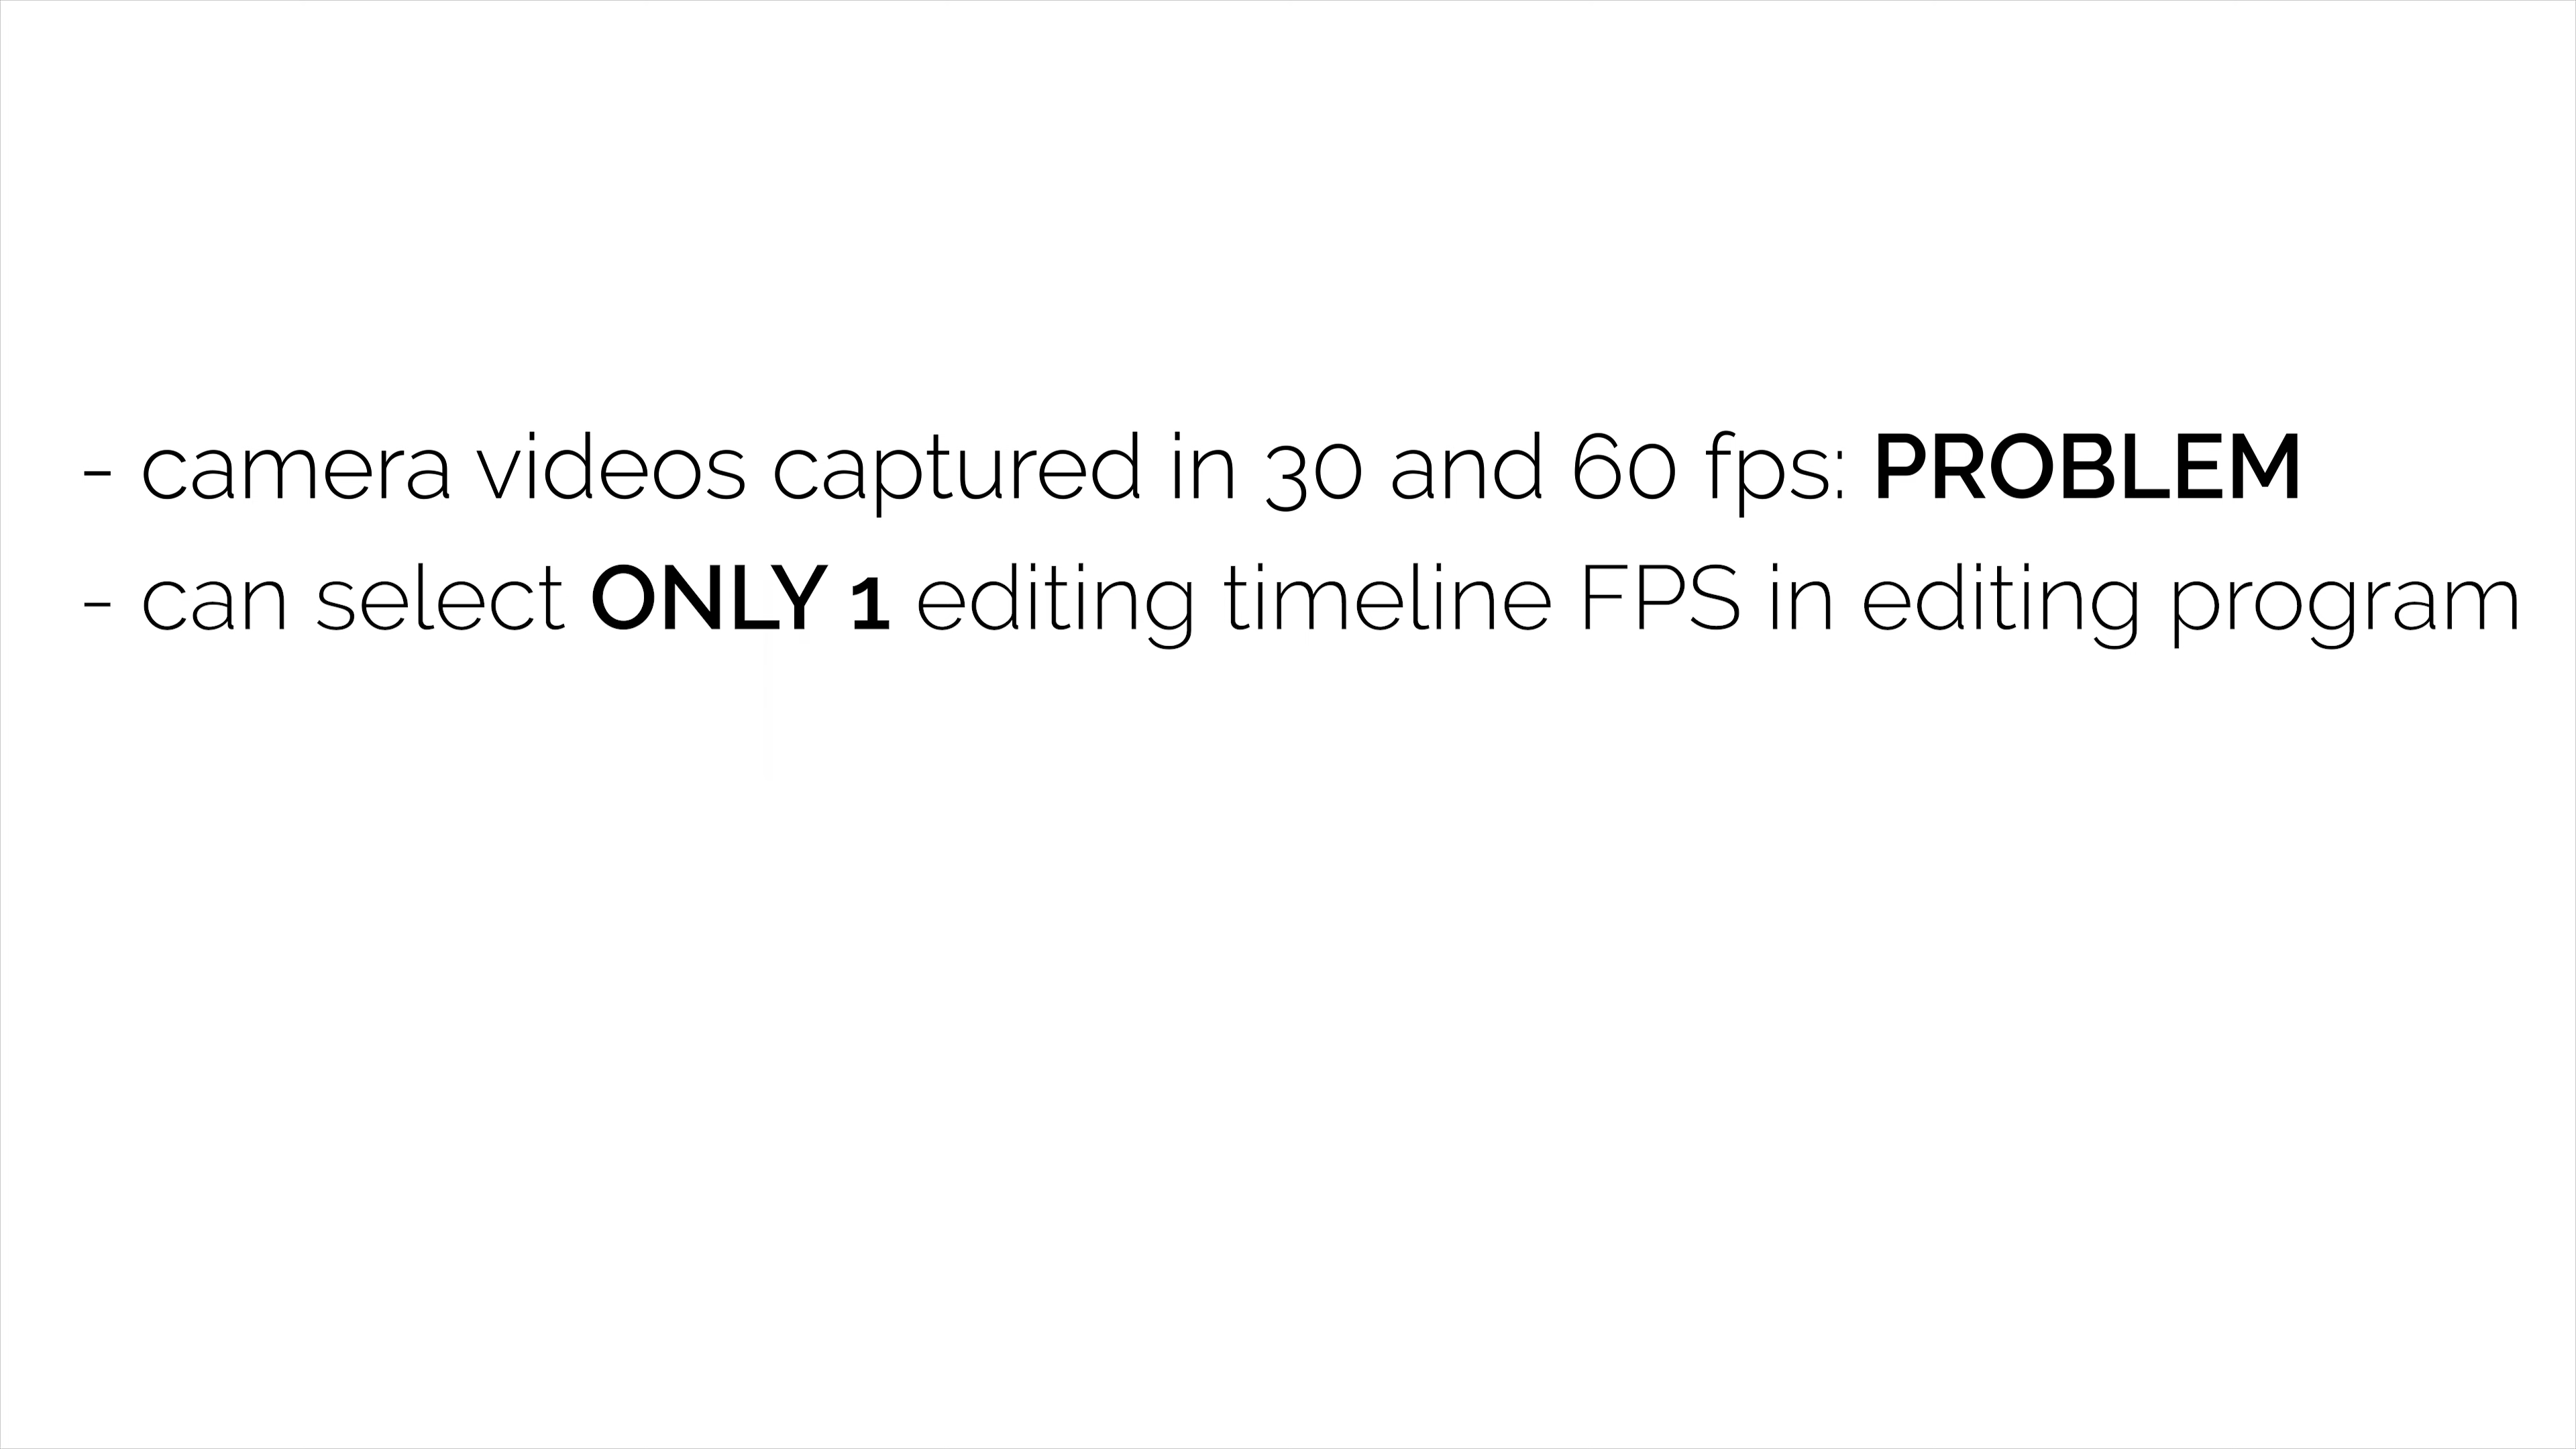 - camera videos captured in 30 and 60 fps: PROBLEM
- can select ONLY 1 editing timeline FPS in editing program